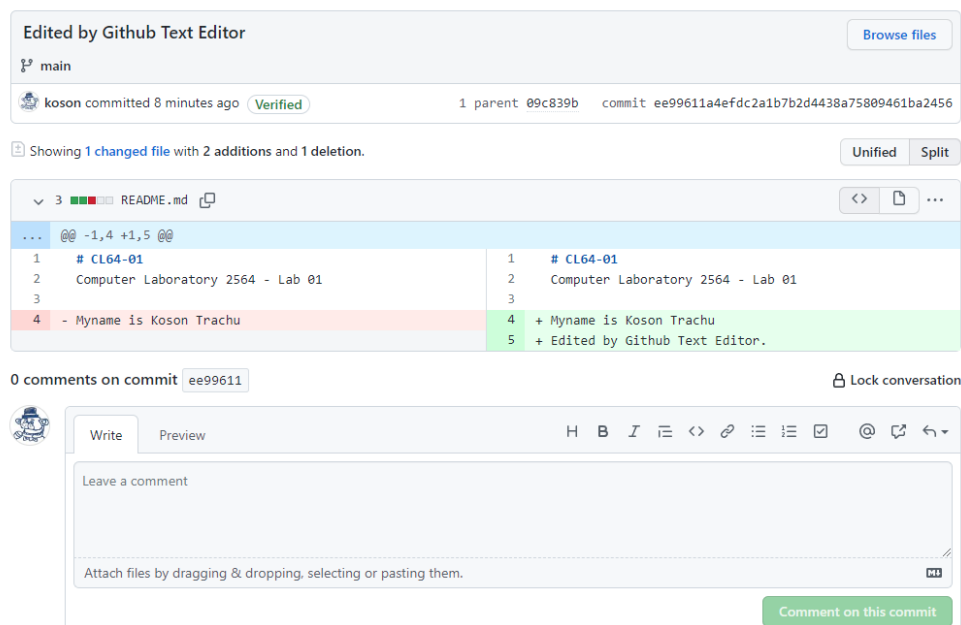 Edited by Github Text Editor
Browse files
main
koson committed 8 minutes ago Verified 1 parent 09c839b commit ee99611a4efdc2a1b7b2d4438a75809461ba2456
Showing 1 changed file with 2 additions and 1 deletion.
Unified Split
3 README.md
... @@ -1,4 +1,5 @@
1 # CL64-01 1 # CL64-01
2 Computer Laboratory 2564 - Lab 01 2 Computer Laboratory 2564 - Lab 01
3 3
4 - Myname is Koson Trachu 4 + Myname is Koson Trachu
5 + Edited by Github Text Editor.
0 comments on commit ee99611 Lock conversation
Write Preview
Leave a comment
Attach files by dragging & dropping, selecting or pasting them.
Comment on this commit